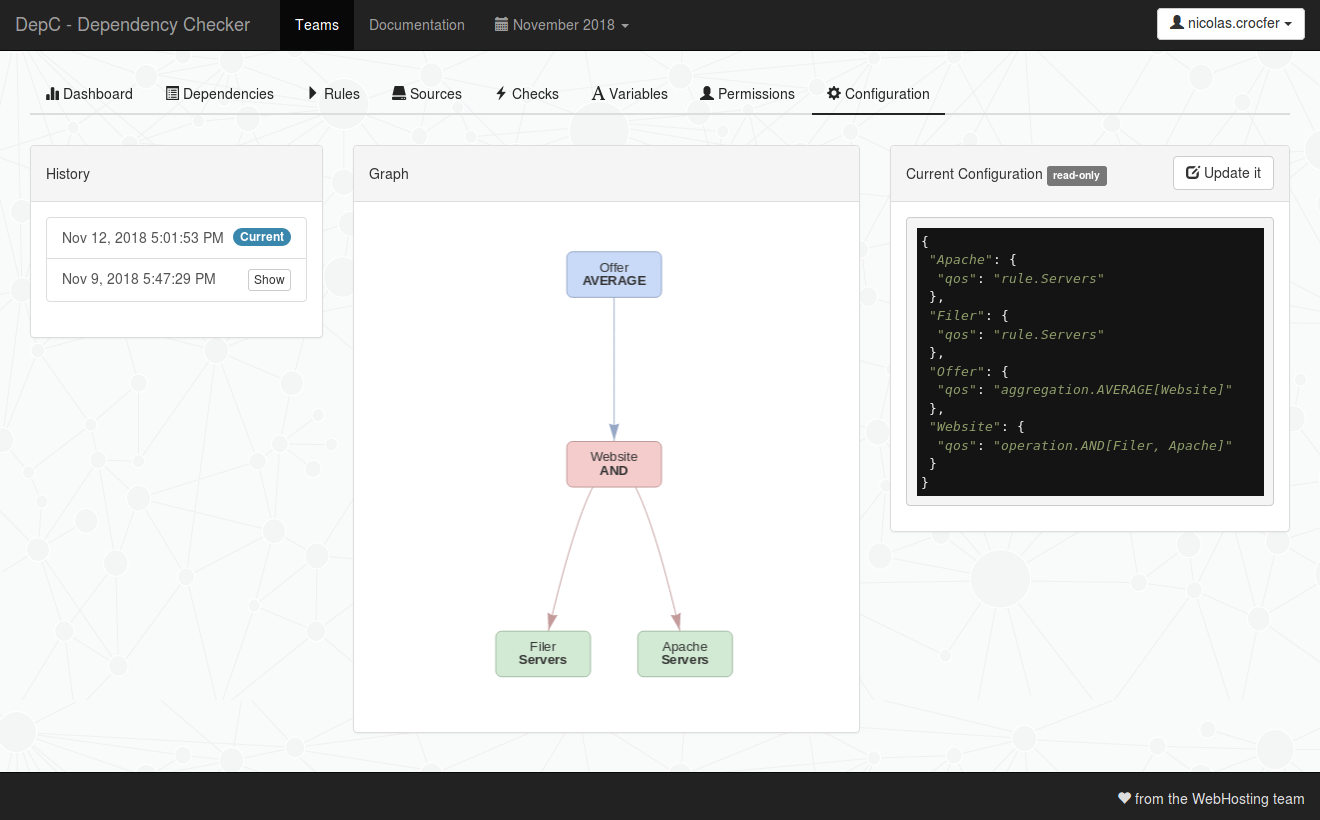 DepC - Dependency Checker
Teams
Documentation
November 2018
nicolas.crocfer
Dashboard
Dependencies
Rules
Sources
Checks
Variables
Permissions
Configuration
History
Nov 12, 2018 5:01:53 PM Current
Nov 9, 2018 5:47:29 PM Show
Graph
Offer
AVERAGE
Website
AND
Filer
Servers
Apache
Servers
Current Configuration read-only
Update it
{
"Apache": {
"qos": "rule.Servers"
},
"Filer": {
"qos": "rule.Servers"
},
"Offer": {
"qos": "aggregation.AVERAGE[Website]"
},
"Website": {
"qos": "operation.AND[Filer, Apache]"
}
}
from the WebHosting team